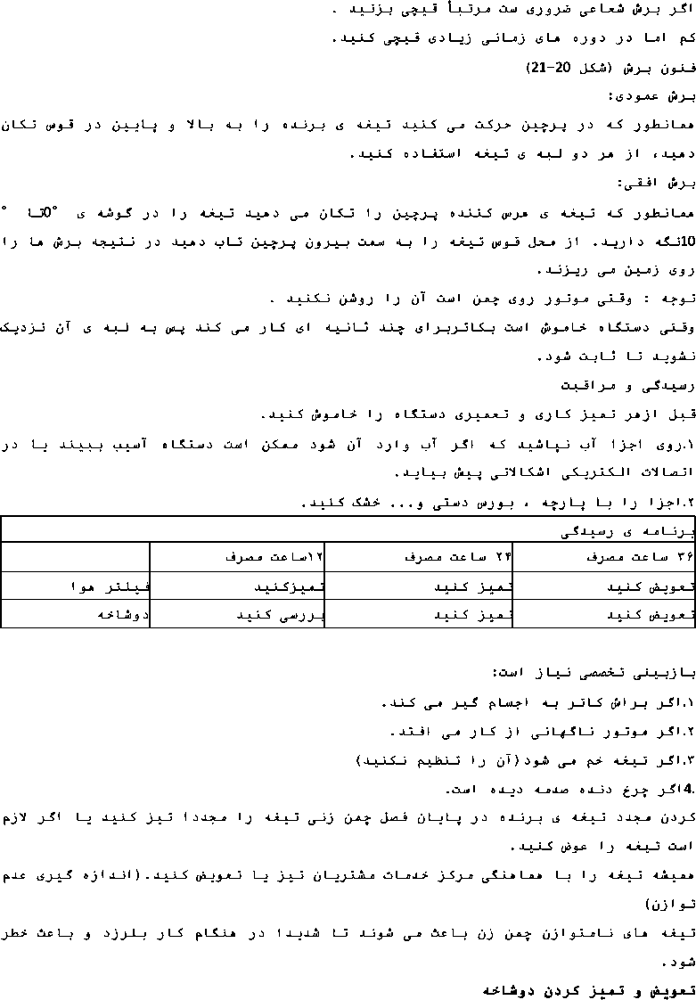 اگر برش شعاعی ضروری ست مرتباً قیچی بزنید .
کم اما در دوره های زمانی زیادی قیچی کنید.
فنون برش (شکل 20-21)
برش عمودی:
همانطور که در پرچین حرکت می کنید تیغه ی برنده را به بالا و پایین در قوس تکان
دهید، از هر دو لبه ی تیغه استفاده کنید.
برش افقی:
همانطور که تیغه ی هرس کننده پرچین را تکان می دهید تیغه را در گوشه ی °0تا °
10نگه دارید. از محل قوس تیغه را به سمت بیرون پرچین تاب دهید در نتیجه برش ها را
روی زمین می ریزند.
توجه : وقتی موتور روی چمن است آن را روشن نکنید .
وقتی دستگاه خاموش است بکاتربرای چند ثانیه ای کار می کند پس به لبه ی آن نزدیک
نشوید تا ثابت شود.
رسیدگی و مراقبت
قبل ازهر تمیز کاری و تعمیری دستگاه را خاموش کنید.
۱.روی اجزا آب نپاشید که اگر آب وارد آن شود ممکن است دستگاه آسیب ببیند یا در
اتصالات الکتریکی اشکالاتی پیش بیاید.
۲.اجزا را با پارچه ، بورس دستی و... خشک کنید.
برنامه ی رسیدگی
۳۶ ساعت مصرف ۲۴ ساعت مصرف ۱۲ساعت مصرف
تعویض کنید تمیز کنید تمیزکنید فیلتر هوا
تعویض کنید تمیز کنید بررسی کنید دوشاخه
بازبینی تخصصی نیاز است:
۱.اگر براش کاتر به اجسام گیر می کند.
۲.اگر موتور ناگهانی از کار می افتد.
۳.اگر تیغه خم می شود(آن را تنظیم نکنید)
.4اگر چرخ دنده صدمه دیده است.
کردن مجدد تیغه ی برنده در پایان فصل چمن زنی تیغه را مجددا تیز کنید یا اگر لازم
است تیغه را عوض کنید.
همیشه تیغه را با هماهنگی مرکز خدمات مشتریان تیز یا تعویض کنید.(اندازه گیری عدم
توازن)
تیغه های نامتوازن چمن زن باعث می شوند تا شدیدا در هنگام کار بلرزد و باعث خطر
شود.
تعویض و تمیز کردن دوشاخه